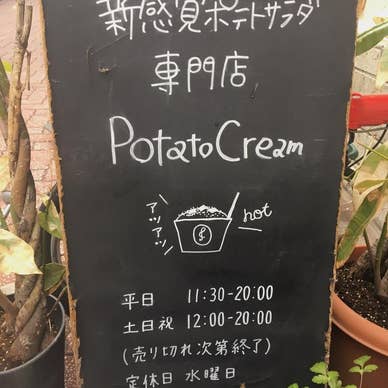 新感覚ポテトサラダ
専門店
Potato Cream
アツアツ
hot
平日 11:30-20:00
土日祝 12:00-20:00
(売り切れ次第終了)
定休日 水曜日